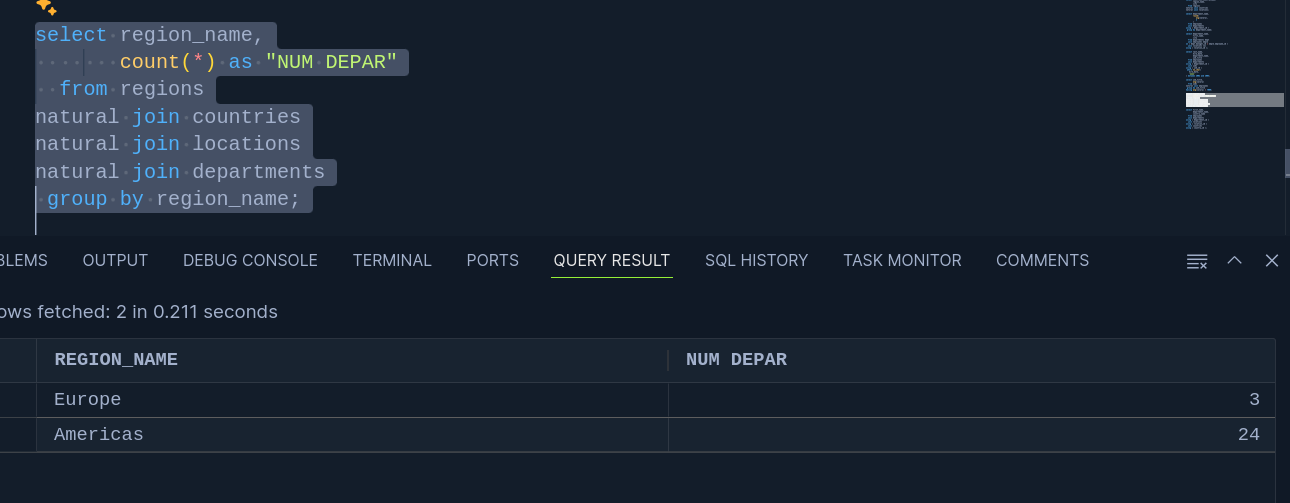 select region_name,
count(*) as "NUM DEPAR"
from regions
natural join countries
natural join locations
natural join departments
group by region_name;
BLEMS OUTPUT DEBUG CONSOLE TERMINAL PORTS QUERY RESULT SQL HISTORY TASK MONITOR COMMENTS
ows fetched: 2 in 0.211 seconds
REGION_NAME NUM DEPAR
Europe 3
Americas 24